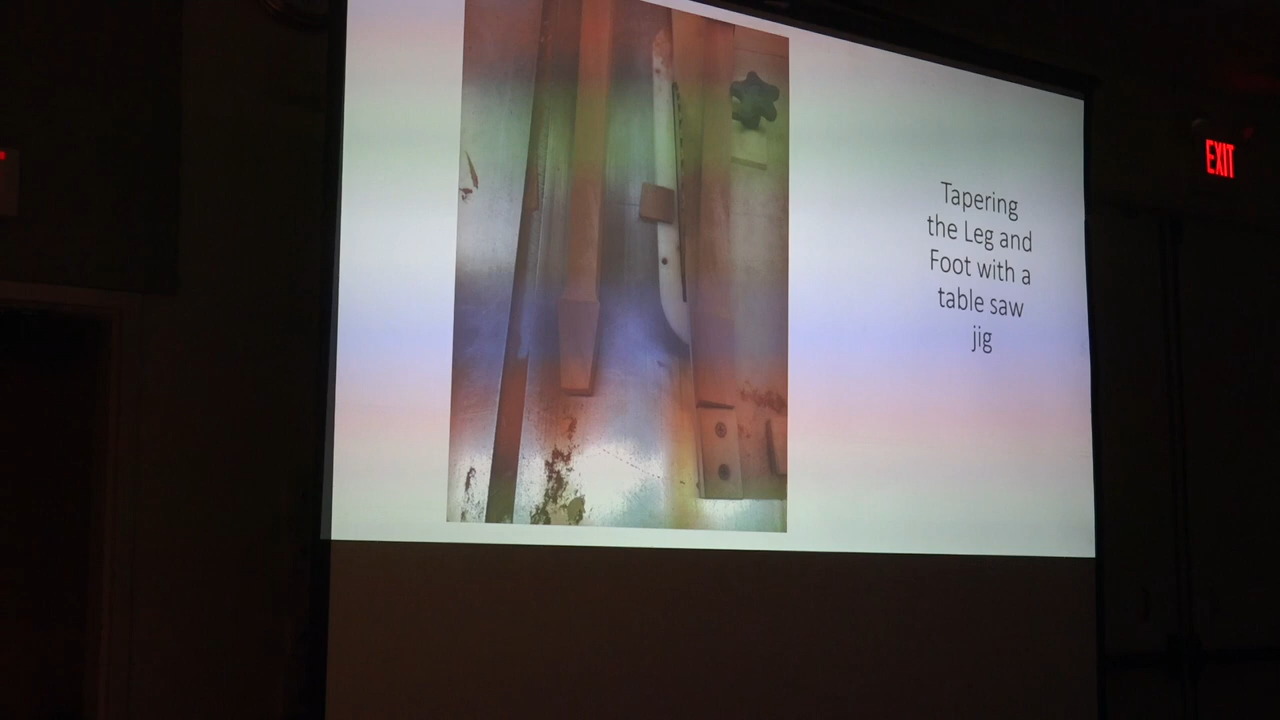 Tapering
the Leg and
Foot with a
table saw
jig
EXIT